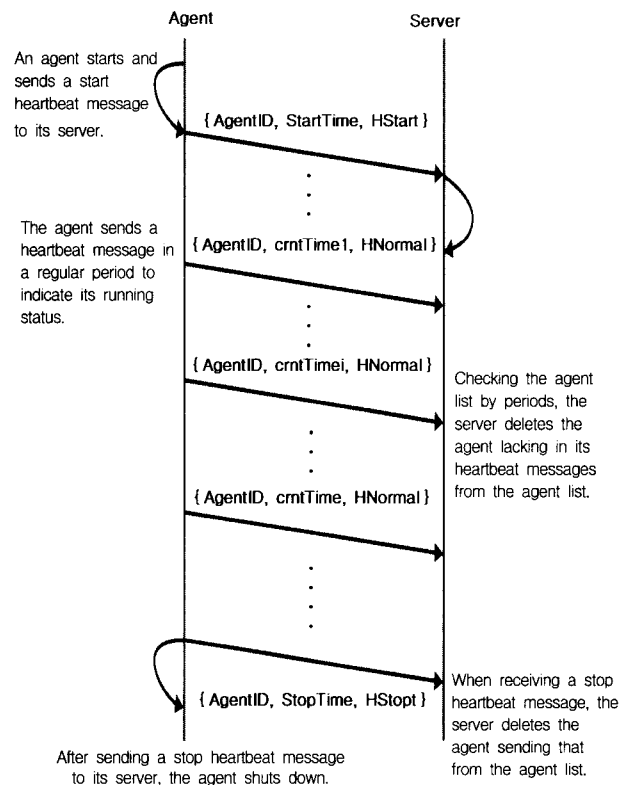 Agent
Server
An agent starts and
sends a start
heartbeat message
to its server.
{AgentID, StartTime, HStart}
The agent sends a
heartbeat message in
a regular period to
indicate its running
status.
{AgentID, crntTime1, HNormal}
{AgentID, crntTimei, HNormal}
Checking the agent
list by periods, the
server deletes the
agent lacking in its
heartbeat messages
from the agent list.
{AgentID, crntTime, HNormal}
{AgentID, StopTime, HStopt}
When receiving a stop
heartbeat message, the
server deletes the
agent sending that
from the agent list.
After sending a stop heartbeat message
to its server, the agent shuts down.